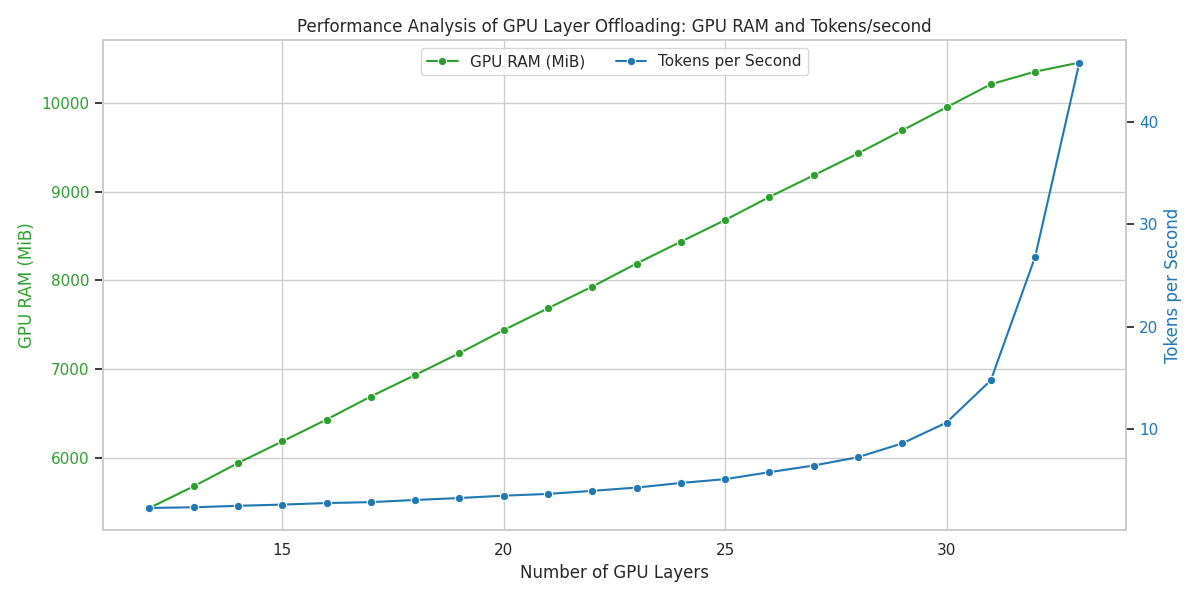 Performance Analysis of GPU Layer Offloading: GPU RAM and Tokens/second
GPU RAM (MiB) Tokens per Second
10000
9000
8000
7000
6000
GPU RAM (MiB)
40
30
20
10
Tokens per Second
15 20 25 30
Number of GPU Layers